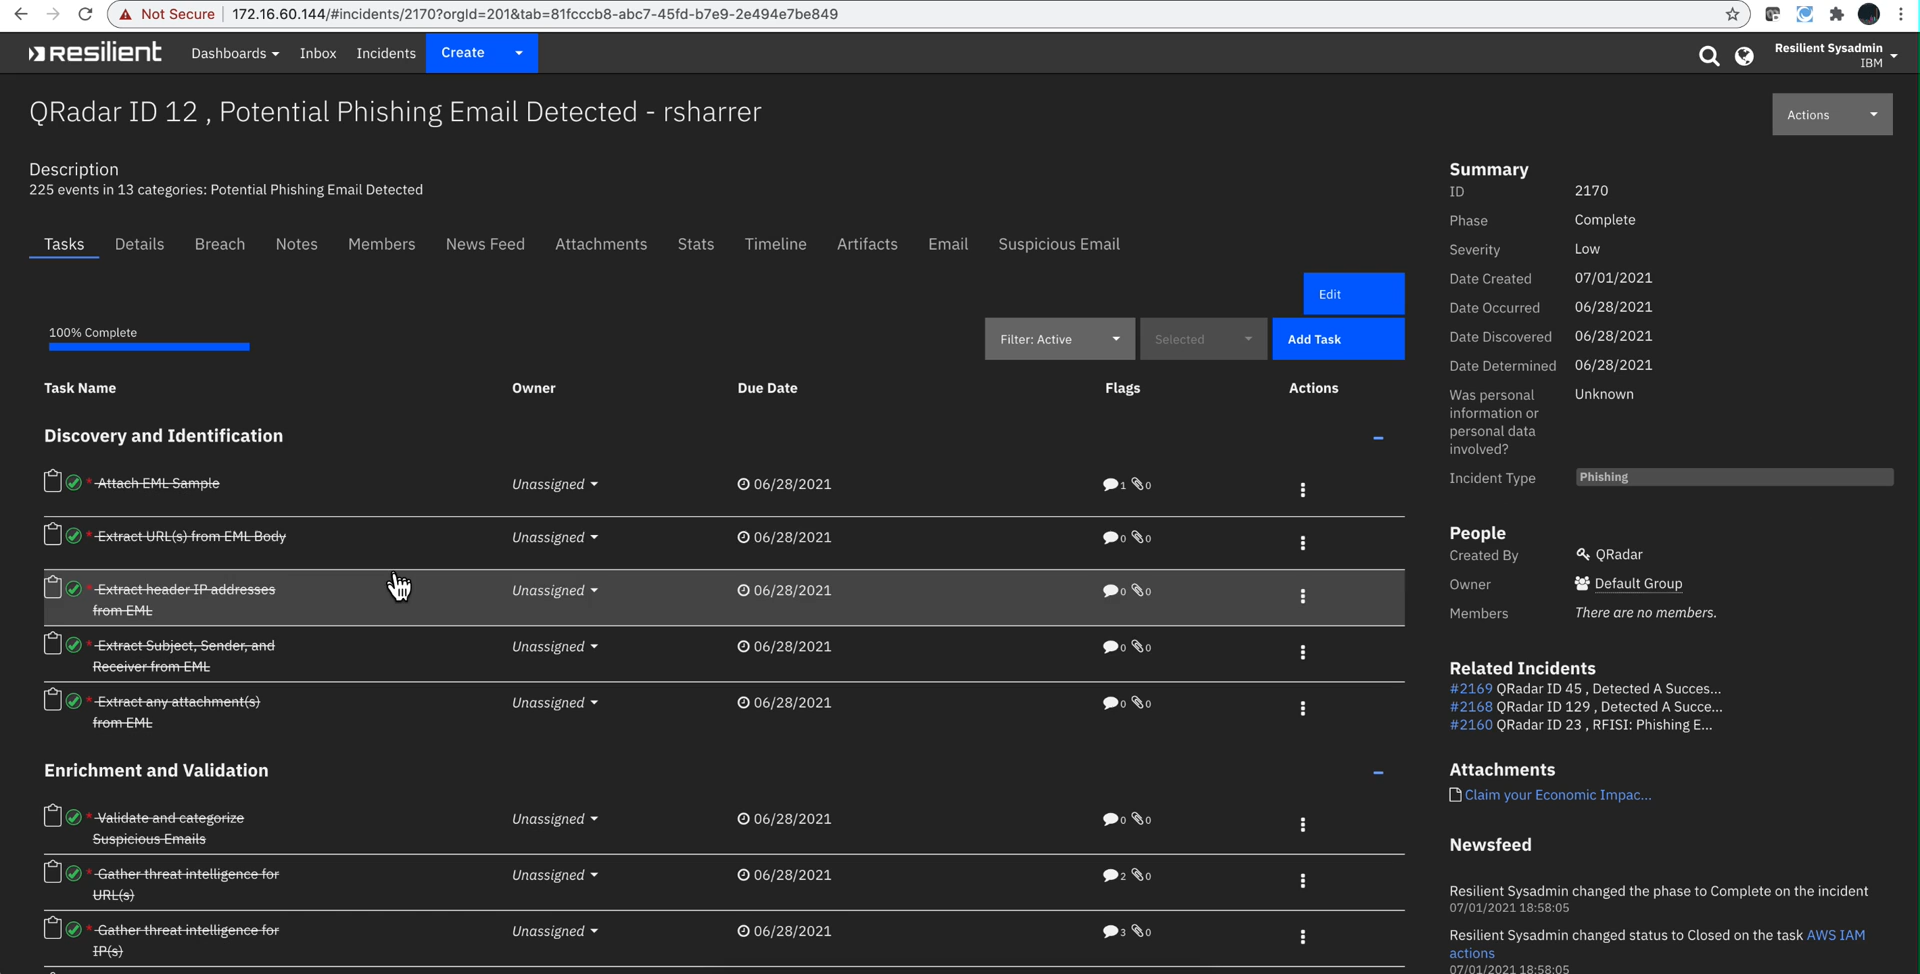 Not Secure 172.16.60.144/#incidents/2170?orgId=201&tab=81fcccb8-abc7-45fd-b7e9-2e494e7be849
resilient Dashboards Inbox Incidents Create Resilient Sysadmin
IBM
QRadar ID 12 , Potential Phishing Email Detected - rsharrer
Actions
Description
225 events in 13 categories: Potential Phishing Email Detected
Tasks Details Breach Notes Members News Feed Attachments Stats Timeline Artifacts Email Suspicious Email
Edit
100% Complete
Filter: Active Selected Add Task
Task Name Owner Due Date Flags Actions
Discovery and Identification
* Attach EML Sample Unassigned 06/28/2021 1 0
* Extract URL(s) from EML Body Unassigned 06/28/2021 0 0
* Extract header IP addresses
from EML Unassigned 06/28/2021 0 0
* Extract Subject, Sender, and
Receiver from EML Unassigned 06/28/2021 0 0
* Extract any attachment(s)
from EML Unassigned 06/28/2021 0 0
Enrichment and Validation
* Validate and categorize
Suspicious Emails Unassigned 06/28/2021 0 0
* Gather threat intelligence for
URL(s) Unassigned 06/28/2021 2 0
* Gather threat intelligence for
IP(s) Unassigned 06/28/2021 3 0
Summary
ID 2170
Phase Complete
Severity Low
Date Created 07/01/2021
Date Occurred 06/28/2021
Date Discovered 06/28/2021
Date Determined 06/28/2021
Was personal Unknown
information or
personal data
involved?
Incident Type Phishing
People
Created By QRadar
Owner Default Group
Members There are no members.
Related Incidents
#2169 QRadar ID 45 , Detected A Succes...
#2168 QRadar ID 129 , Detected A Succe...
#2160 QRadar ID 23 , RFISI: Phishing E...
Attachments
Claim your Economic Impac...
Newsfeed
Resilient Sysadmin changed the phase to Complete on the incident
07/01/2021 18:58:05
Resilient Sysadmin changed status to Closed on the task AWS IAM
actions
07/01/2021 18:58:05